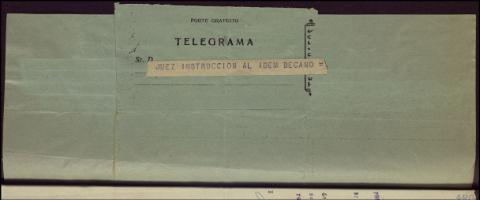 PORTE GRATUITO
TELEGRAMA
Sr. D.
JUEZ INSTRUCCION AL IDEM DECANO =